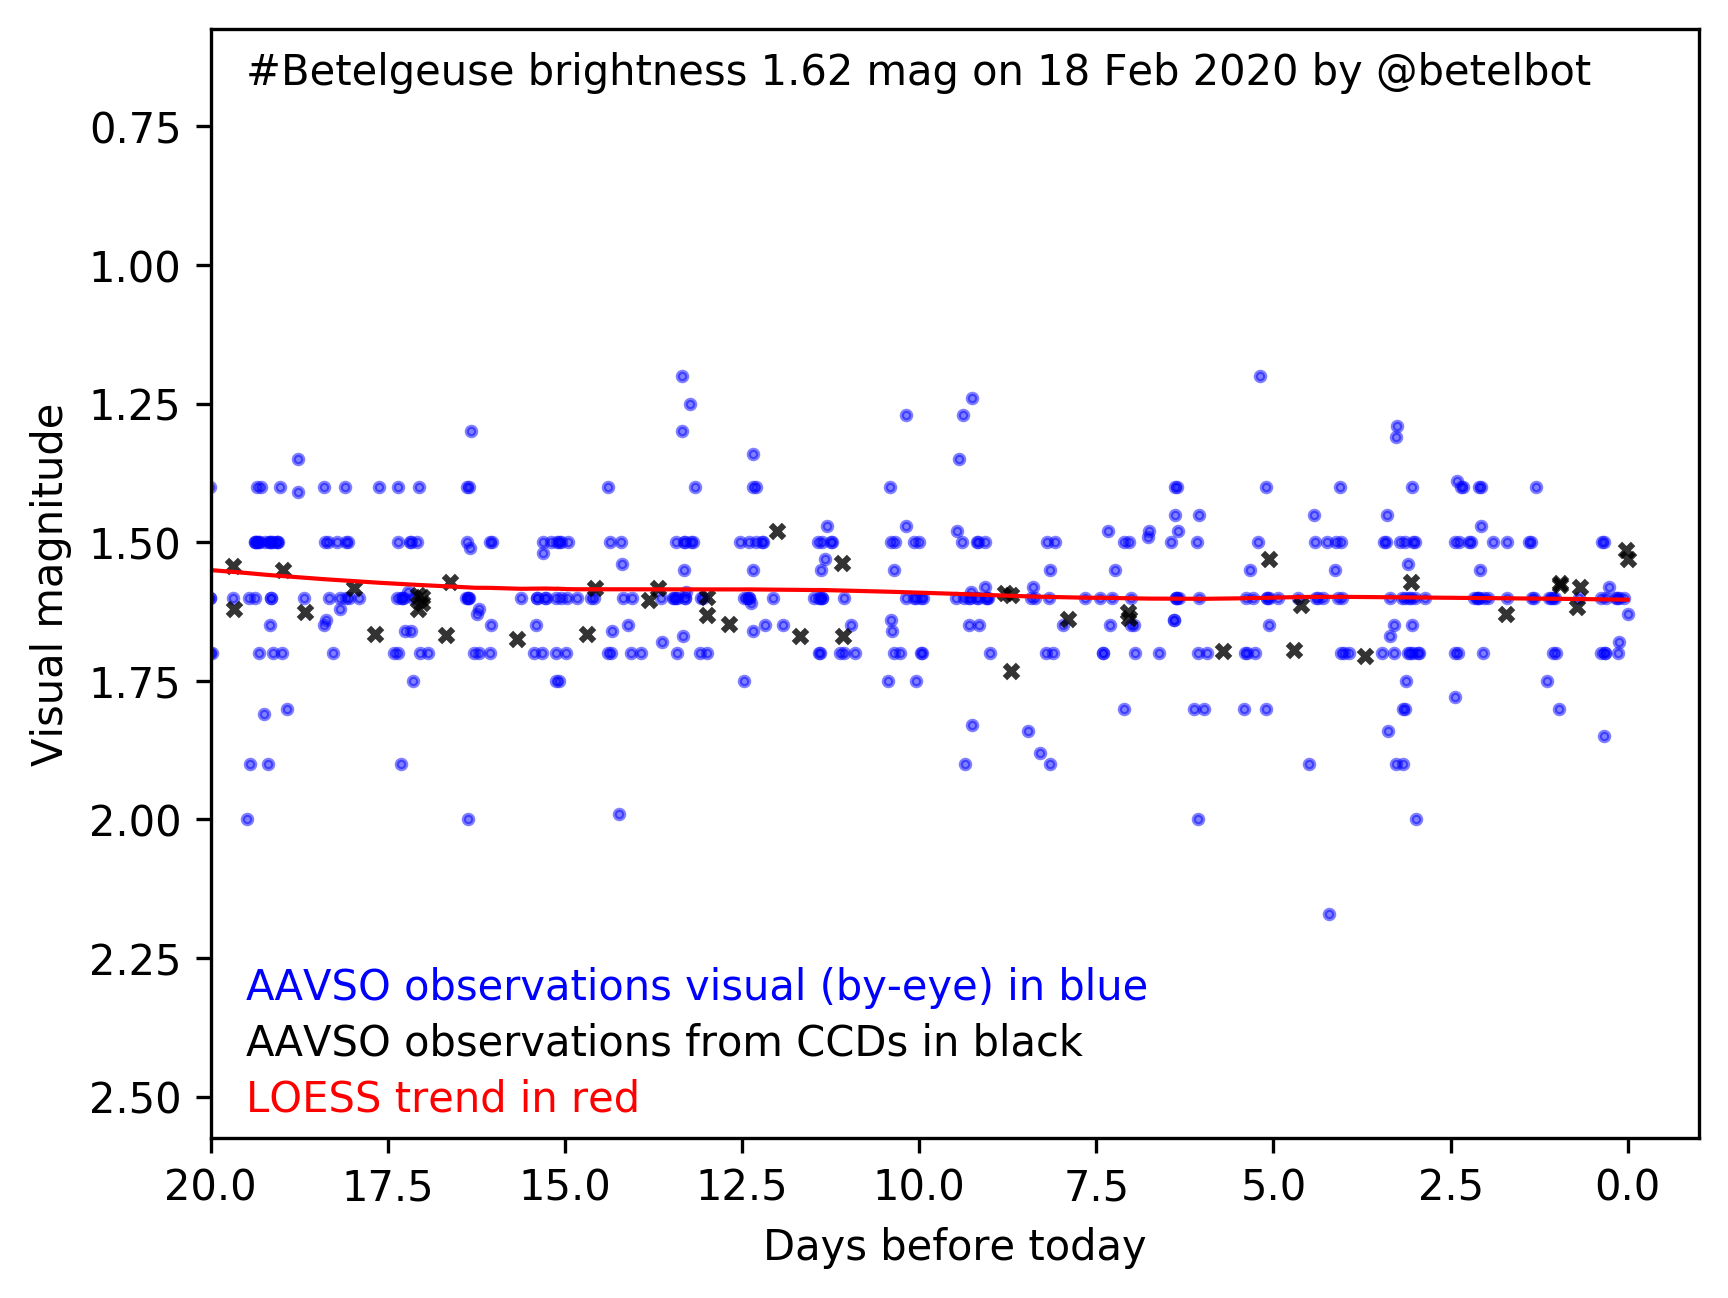 #Betelgeuse brightness 1.62 mag on 18 Feb 2020 by @betelbot
0.75
1.00
1.25
1.50
1.75
2.00
2.25
2.50
Visual magnitude
AAVSO observations visual (by-eye) in blue
AAVSO observations from CCDs in black
LOESS trend in red
20.0 17.5 15.0 12.5 10.0 7.5 5.0 2.5 0.0
Days before today